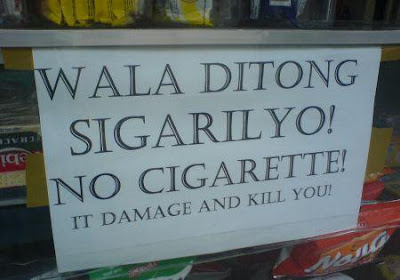 WALA DITONG
SIGARILYO!
NO CIGARETTE!
IT DAMAGE AND KILL YOU!